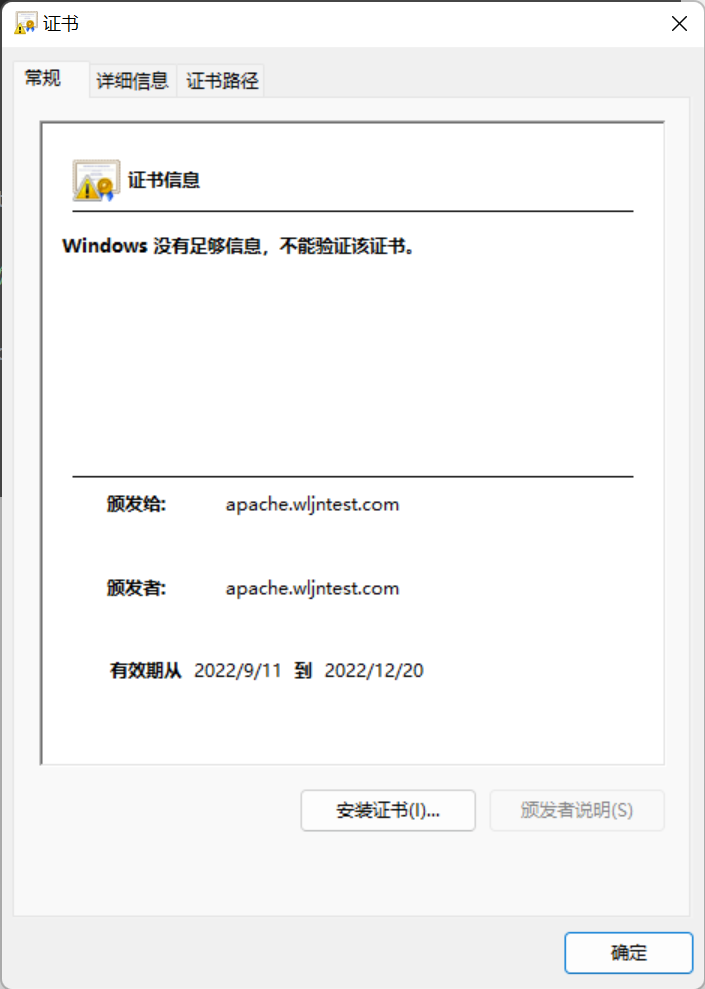 证书
常规
详细信息
证书路径
证书信息
Windows 没有足够信息，不能验证该证书。
颁发给: apache.wljntest.com
颁发者: apache.wljntest.com
有效期从 2022/9/11 到 2022/12/20
安装证书(I)...
颁发者说明(S)
确定